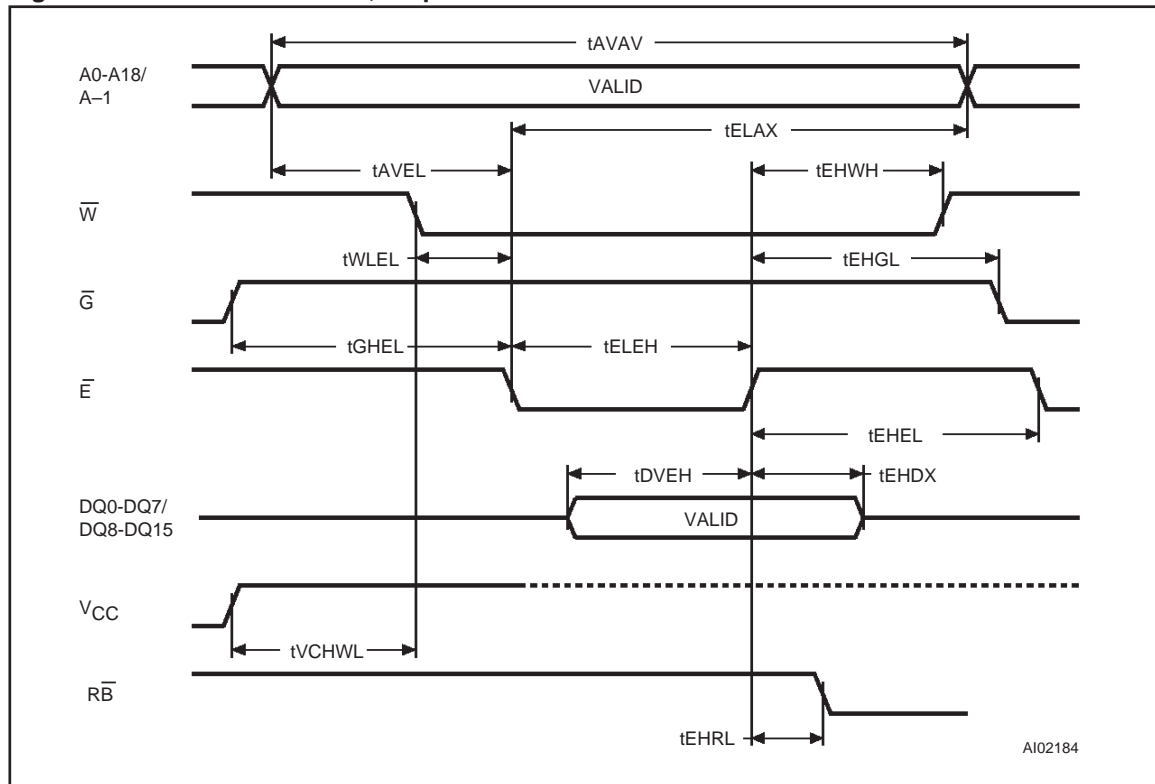 tAVAV
A0-A18/
A–1
VALID
tELAX
tAVEL
tEHWH
W̅
tWLEL
tEHGL
G̅
tGHEL
tELEH
E̅
tEHEL
tDVEH
tEHDX
DQ0-DQ7/
DQ8-DQ15
VALID
VCC
tVCHWL
RB̅
tEHRL
AI02184